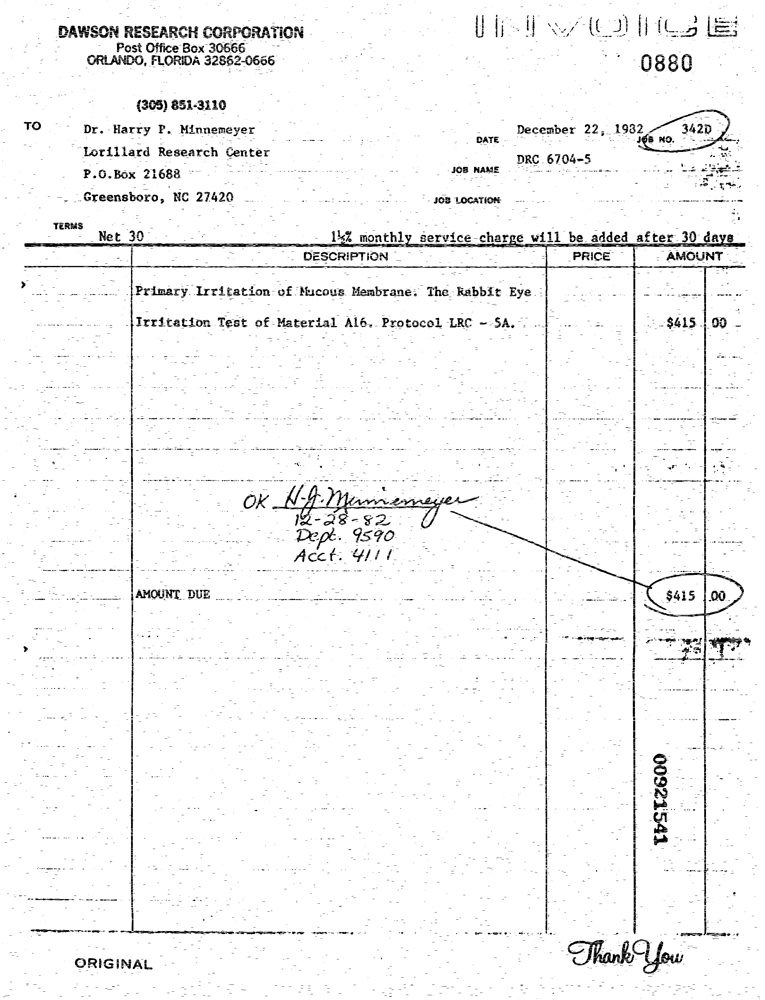 DAWSON RESEARCH CORPORATION
Post Office Box 30666
ORLANDO, FLORIDA 32862-0666
INVOICE
0880
(305) 851-3110
TO
Dr. Harry P. Minnemeyer
Lorillard Research Center
P.O.Box 21688
Greensboro, NC 27420
DATE December 22, 1982
JOB NO. 342D
JOB NAME DRC 6704-5
JOB LOCATION
TERMS Net 30 1½% monthly service charge will be added after 30 days
DESCRIPTION PRICE AMOUNT
Primary Irritation of Mucous Membrane. The Rabbit Eye
Irritation Test of Material A16. Protocol LRC - 5A. $415 00
OK H.J. Minnemeyer
12-28-82
Dept. 9590
Acct. 4111
AMOUNT DUE $415 00
00921541
Thank You
ORIGINAL